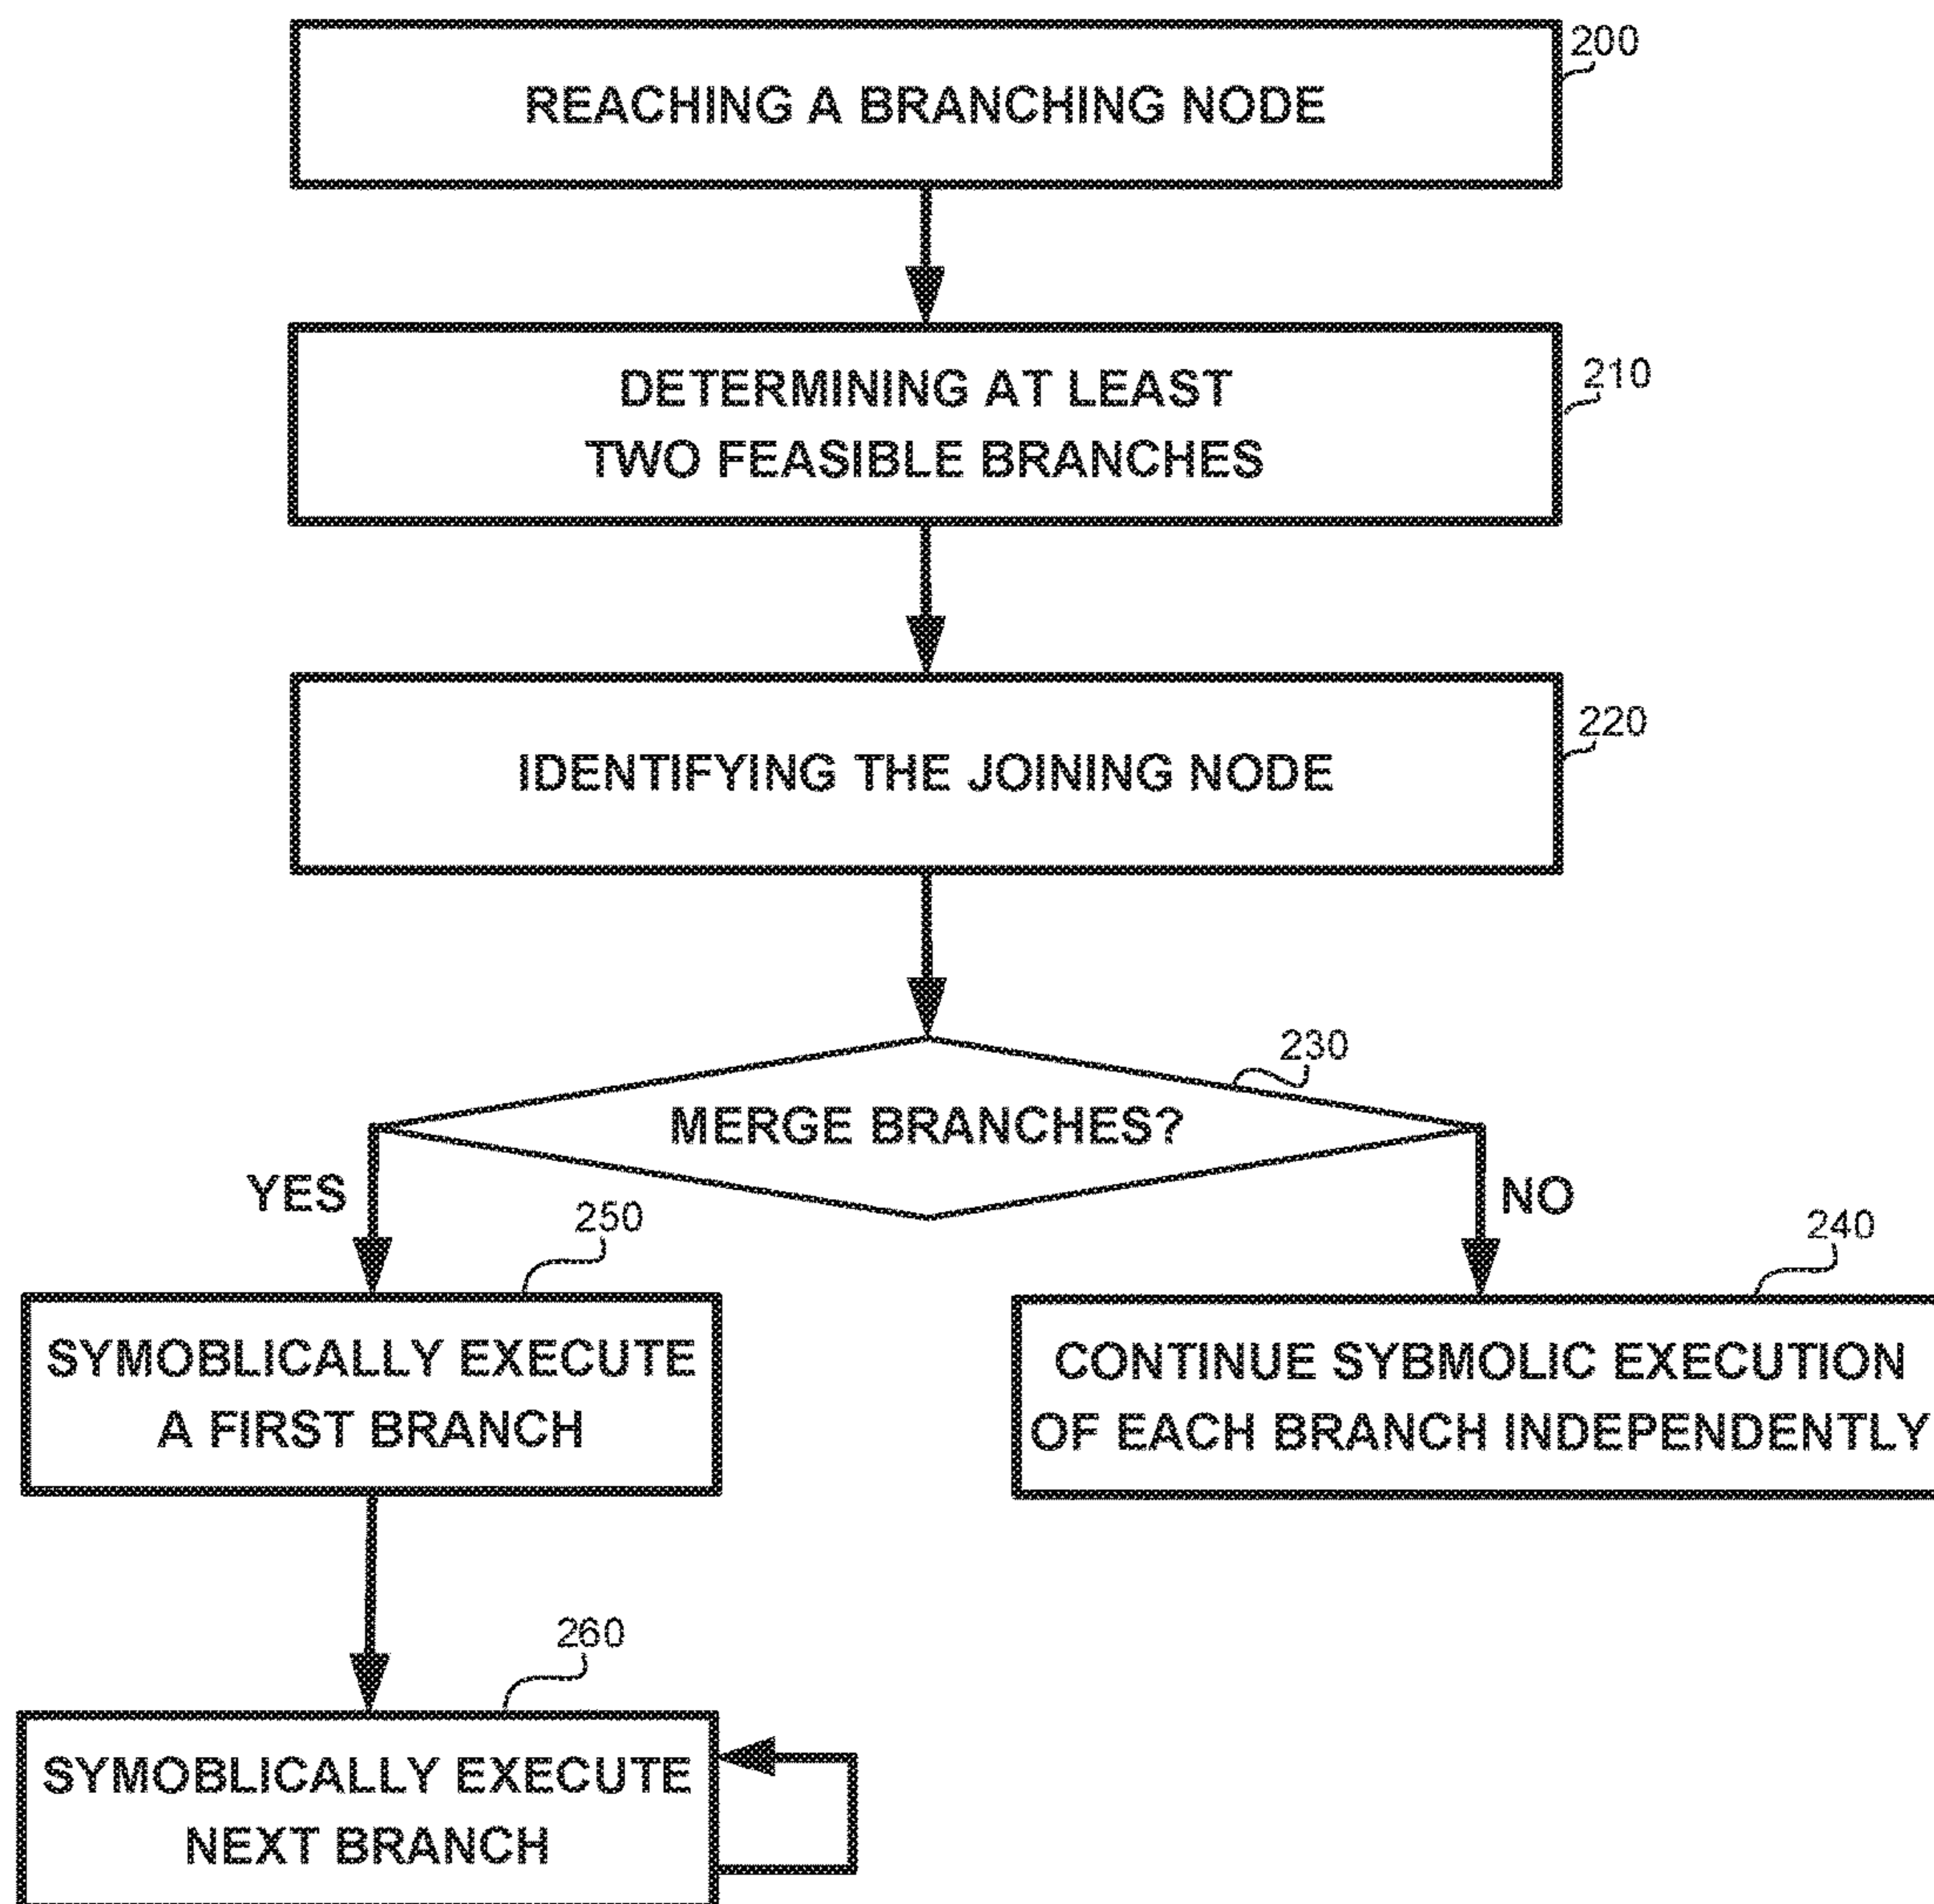 200
REACHING A BRANCHING NODE
210
DETERMINING AT LEAST
TWO FEASIBLE BRANCHES
220
IDENTIFYING THE JOINING NODE
230
MERGE BRANCHES?
YES
NO
250
240
SYMOBLICALLY EXECUTE
A FIRST BRANCH
CONTINUE SYBMOLIC EXECUTION
OF EACH BRANCH INDEPENDENTLY
260
SYMOBLICALLY EXECUTE
NEXT BRANCH